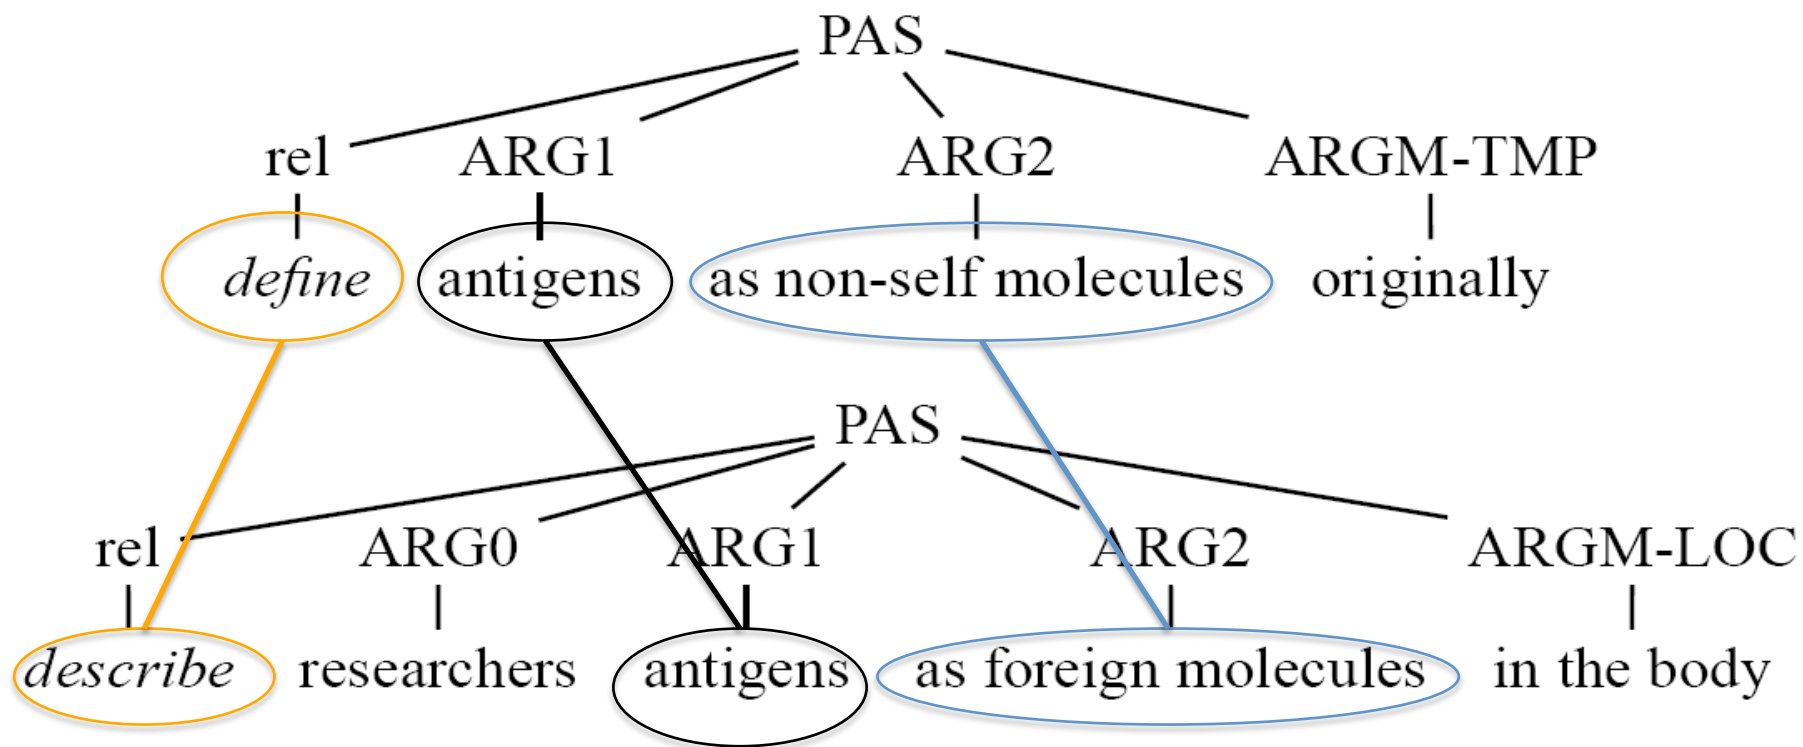 PAS
rel ARG1 ARG2 ARGM-TMP
define antigens as non-self molecules originally
PAS
rel ARG0 ARG1 ARG2 ARGM-LOC
describe researchers antigens as foreign molecules in the body